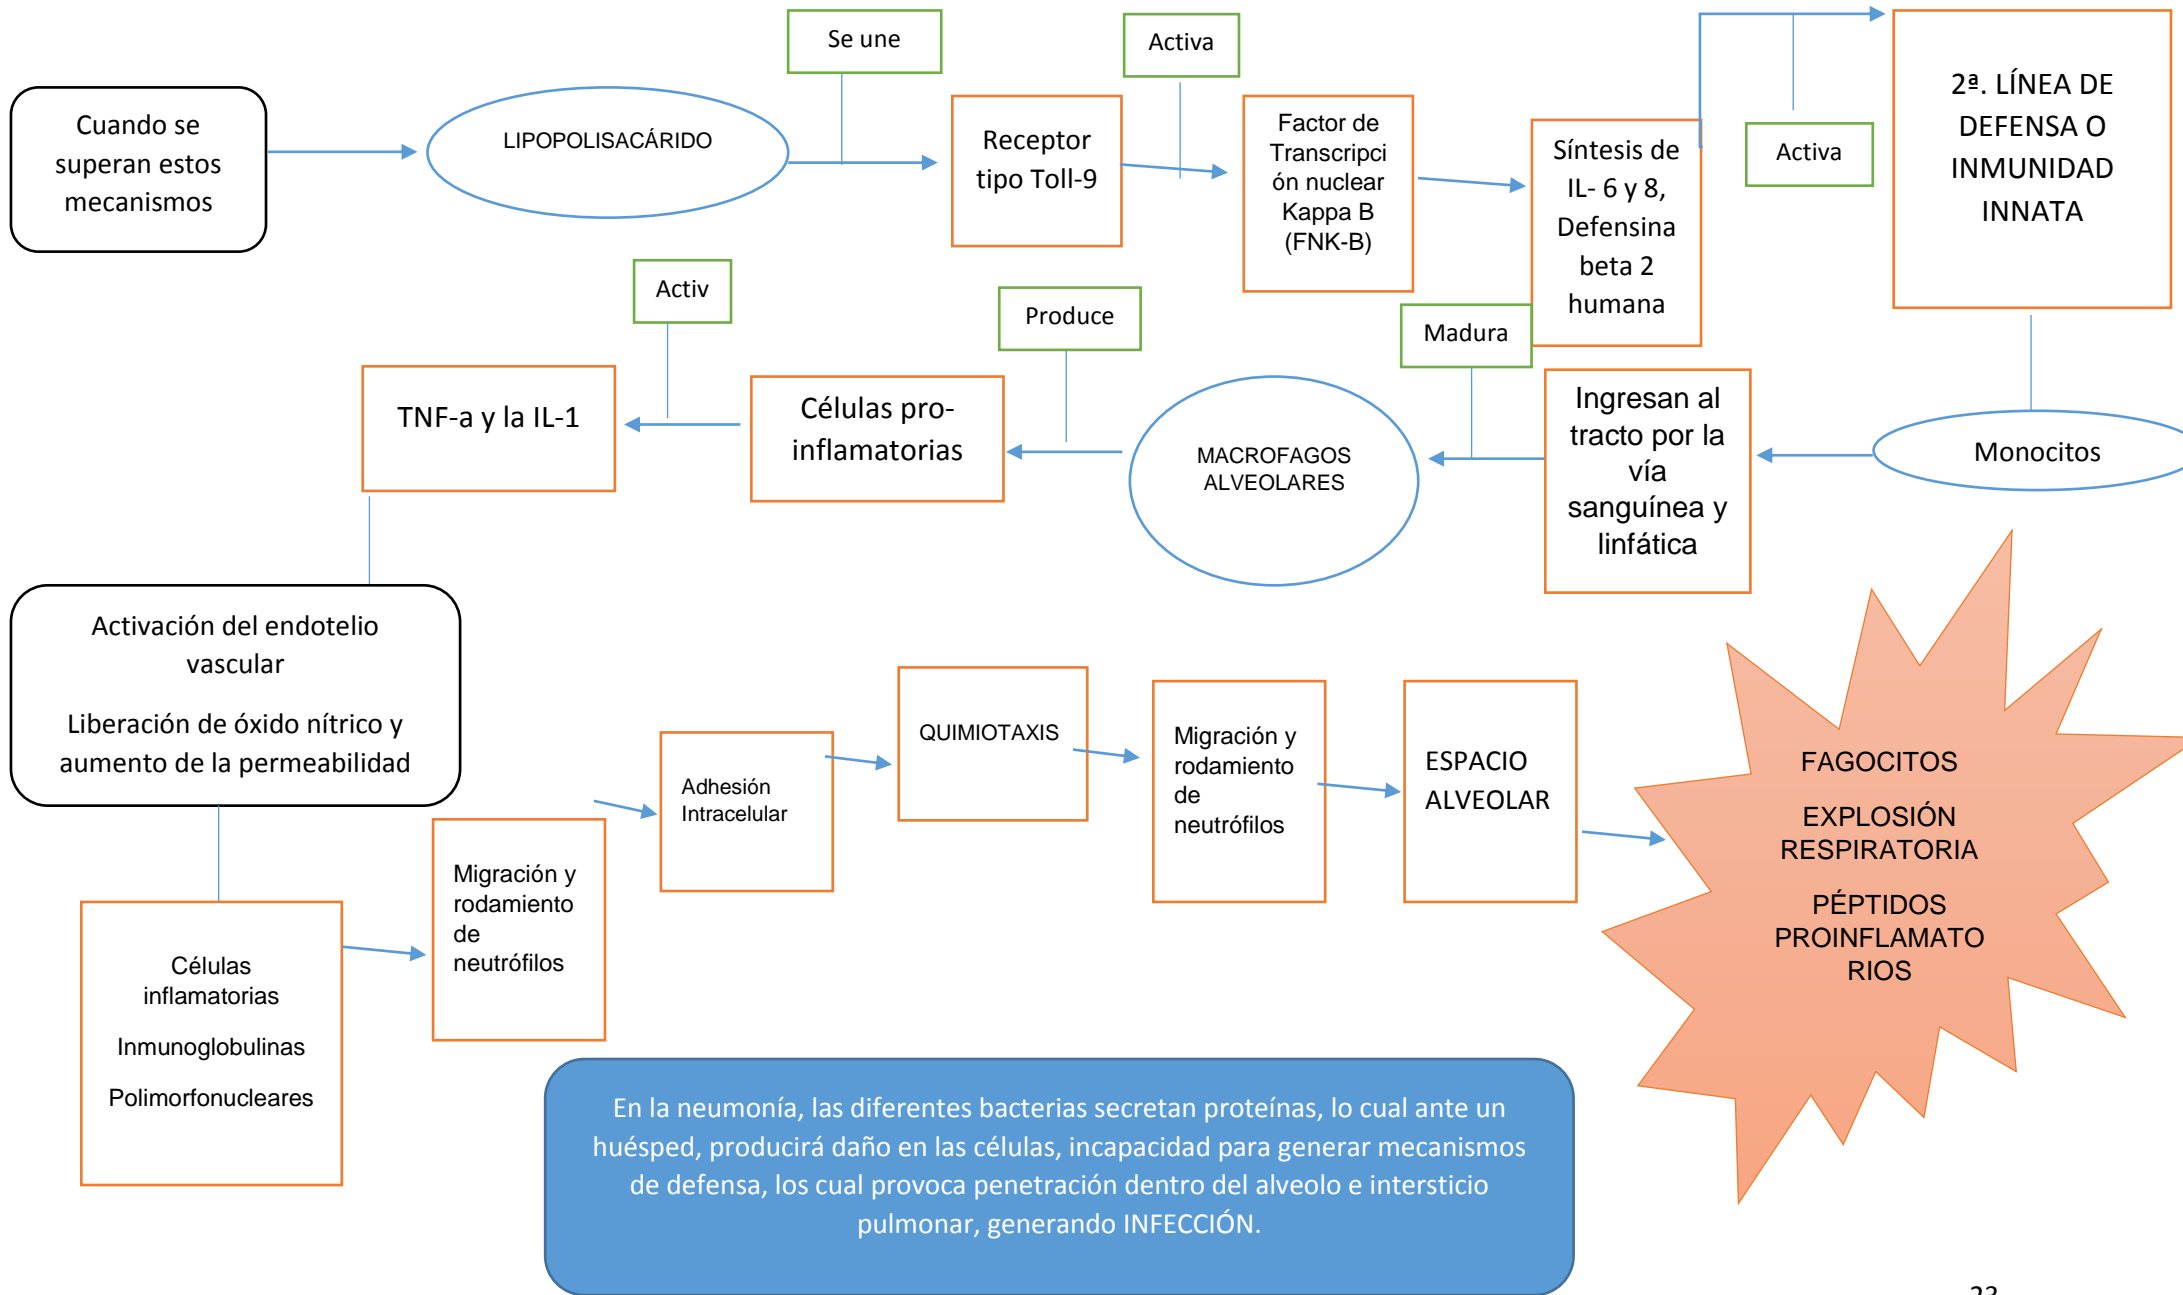 Se une
Activa
Cuando se
superan estos
mecanismos
LIPOPOLISACÁRIDO
Receptor
tipo Toll-9
Factor de
Transcripci
ón nuclear
Kappa B
(FNK-B)
Síntesis de
IL- 6 y 8,
Defensina
beta 2
humana
Activa
2ª. LÍNEA DE
DEFENSA O
INMUNIDAD
INNATA
Activ
Produce
Madura
TNF-a y la IL-1
Células pro-
inflamatorias
MACROFAGOS
ALVEOLARES
Ingresan al
tracto por la
vía
sanguínea y
linfática
Monocitos
Activación del endotelio
vascular
Liberación de óxido nítrico y
aumento de la permeabilidad
Células
inflamatorias
Inmunoglobulinas
Polimorfonucleares
Migración y
rodamiento
de
neutrófilos
Adhesión
Intracelular
QUIMIOTAXIS
Migración y
rodamiento
de
neutrófilos
ESPACIO
ALVEOLAR
FAGOCITOS
EXPLOSIÓN
RESPIRATORIA
PÉPTIDOS
PROINFLAMATO
RIOS
En la neumonía, las diferentes bacterias secretan proteínas, lo cual ante un
huésped, producirá daño en las células, incapacidad para generar mecanismos
de defensa, los cual provoca penetración dentro del alveolo e intersticio
pulmonar, generando INFECCIÓN.
23